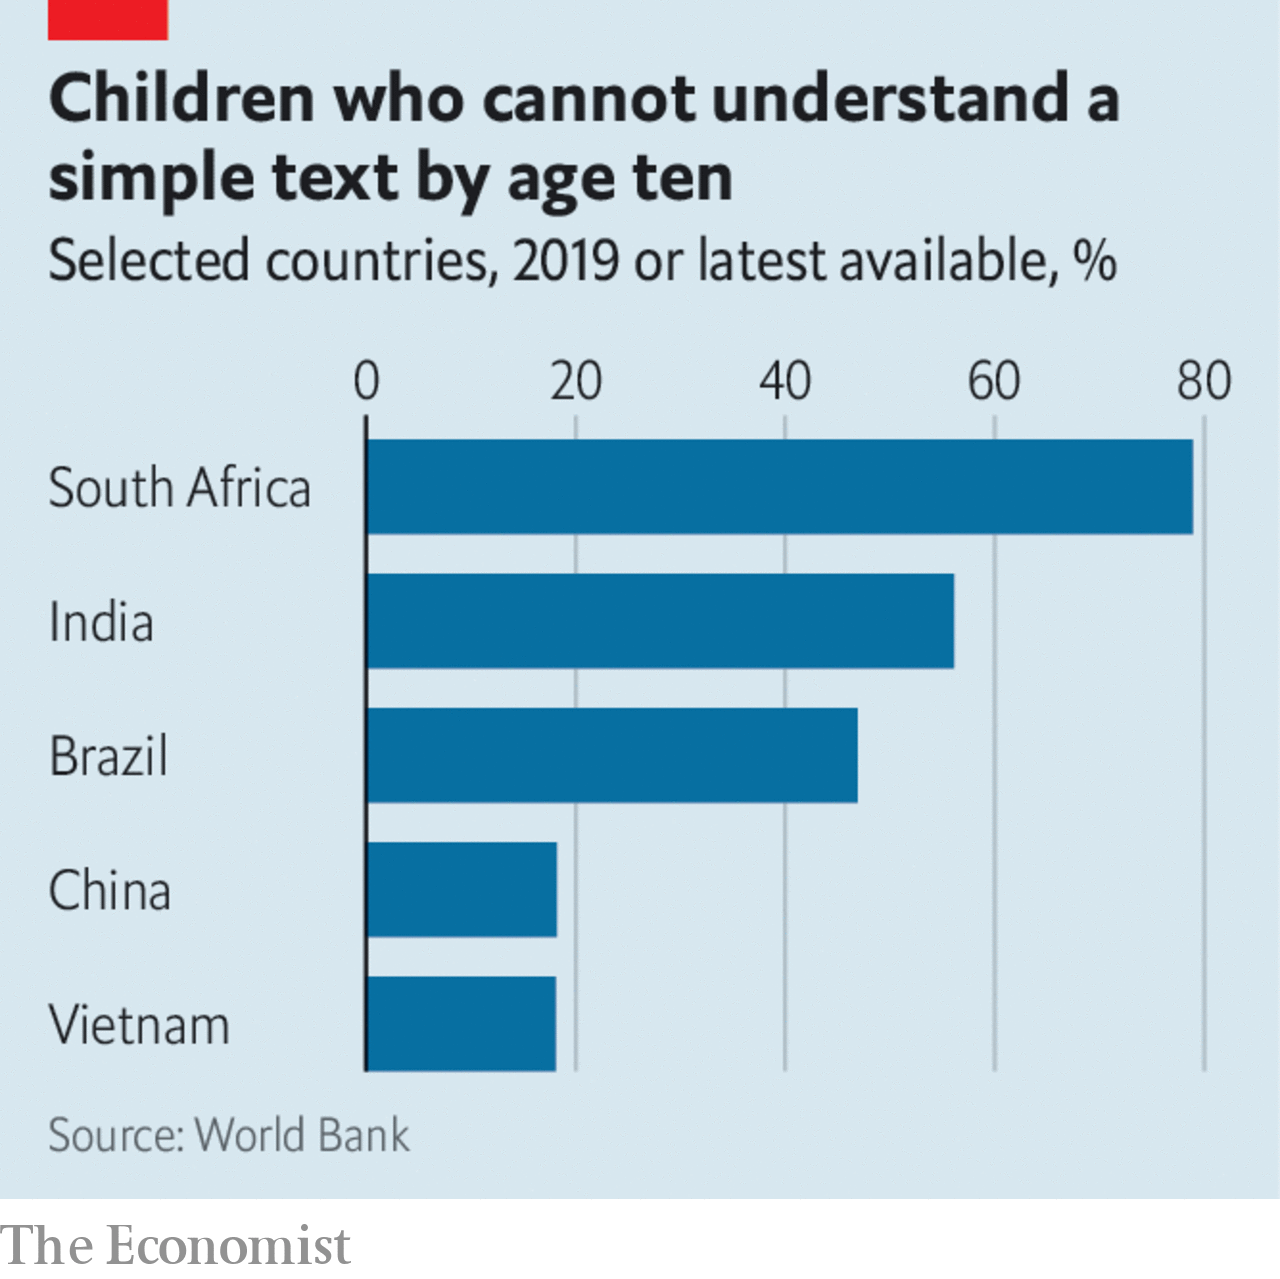 Children who cannot understand a
simple text by age ten
Selected countries, 2019 or latest available, %
0 20 40 60 80
South Africa
India
Brazil
China
Vietnam
Source: World Bank
The Economist